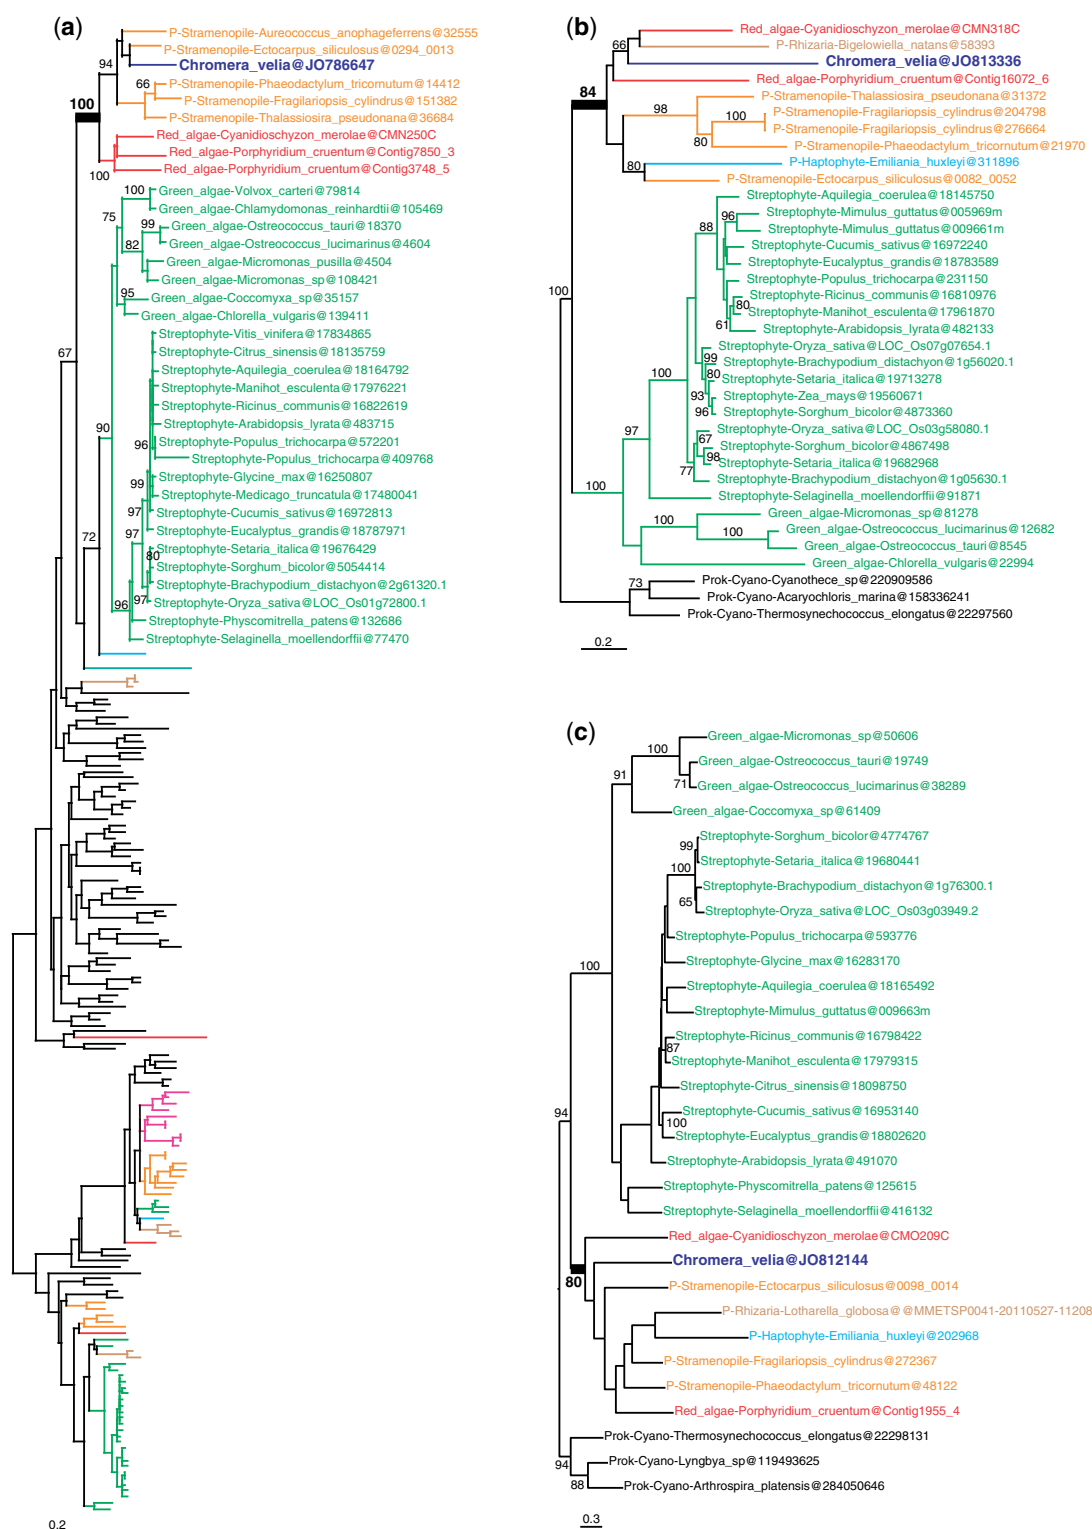 (a)
P-Stramenopile-Aureococcus_anophagefferens@32555
P-Stramenopile-Ectocarpus_siliculosus@0294_0013
94
Chromera_velia@JO786647
66
P-Stramenopile-Phaeodactylum_tricornutum@14412
P-Stramenopile-Fragilariopsis_cylindrus@151382
100
P-Stramenopile-Thalassiosira_pseudonana@36684
Red_algae-Cyanidioschyzon_merolae@CMN250C
Red_algae-Porphyridium_cruentum@Contig7850_3
Red_algae-Porphyridium_cruentum@Contig3748_5
100
100
Green_algae-Volvox_carteri@79814
Green_algae-Chlamydomonas_reinhardtii@105469
75
99
Green_algae-Ostreococcus_tauri@18370
82
Green_algae-Ostreococcus_lucimarinus@4604
Green_algae-Micromonas_pusilla@4504
Green_algae-Micromonas_sp@108421
95
Green_algae-Coccomyxa_sp@35157
Green_algae-Chlorella_vulgaris@139411
Streptophyte-Vitis_vinifera@17834865
67
Streptophyte-Citrus_sinensis@18135759
Streptophyte-Aquilegia_coerulea@18164792
Streptophyte-Manihot_esculenta@17976221
Streptophyte-Ricinus_communis@16822619
90
Streptophyte-Arabidopsis_lyrata@483715
96
Streptophyte-Populus_trichocarpa@572201
Streptophyte-Populus_trichocarpa@409768
99
Streptophyte-Glycine_max@16250807
Streptophyte-Medicago_truncatula@17480041
97
Streptophyte-Cucumis_sativus@16972813
97
Streptophyte-Eucalyptus_grandis@18787971
72
Streptophyte-Setaria_italica@19676429
80
Streptophyte-Sorghum_bicolor@5054414
Streptophyte-Brachypodium_distachyon@2g61320.1
96
97
Streptophyte-Oryza_sativa@LOC_Os01g72800.1
Streptophyte-Physcomitrella_patens@132686
Streptophyte-Selaginella_moellendorffii@77470
0.2
(b)
Red_algae-Cyanidioschyzon_merolae@CMN318C
66
P-Rhizaria-Bigelowiella_natans@58393
Chromera_velia@JO813336
Red_algae-Porphyridium_cruentum@Contig16072_6
84
P-Stramenopile-Thalassiosira_pseudonana@31372
98
100
P-Stramenopile-Fragilariopsis_cylindrus@204798
P-Stramenopile-Fragilariopsis_cylindrus@276664
80
P-Stramenopile-Phaeodactylum_tricornutum@21970
80
P-Haptophyte-Emiliania_huxleyi@311896
P-Stramenopile-Ectocarpus_siliculosus@0082_0052
Streptophyte-Aquilegia_coerulea@18145750
96
Streptophyte-Mimulus_guttatus@005969m
88
Streptophyte-Mimulus_guttatus@009661m
Streptophyte-Cucumis_sativus@16972240
Streptophyte-Eucalyptus_grandis@18783589
Streptophyte-Populus_trichocarpa@231150
100
Streptophyte-Ricinus_communis@16810976
80
Streptophyte-Manihot_esculenta@17961870
61
Streptophyte-Arabidopsis_lyrata@482133
Streptophyte-Oryza_sativa@LOC_Os07g07654.1
99
Streptophyte-Brachypodium_distachyon@1g56020.1
100
80
Streptophyte-Setaria_italica@19713278
93
Streptophyte-Zea_mays@19560671
96
Streptophyte-Sorghum_bicolor@4873360
97
Streptophyte-Oryza_sativa@LOC_Os03g58080.1
67
Streptophyte-Sorghum_bicolor@4867498
98
Streptophyte-Setaria_italica@19682968
77
Streptophyte-Brachypodium_distachyon@1g05630.1
100
Streptophyte-Selaginella_moellendorffii@91871
100
Green_algae-Micromonas_sp@81278
100
Green_algae-Ostreococcus_lucimarinus@12682
Green_algae-Ostreococcus_tauri@8545
Green_algae-Chlorella_vulgaris@22994
73
Prok-Cyano-Cyanothece_sp@220909586
Prok-Cyano-Acaryochloris_marina@158336241
Prok-Cyano-Thermosynechococcus_elongatus@22297560
0.2
(c)
Green_algae-Micromonas_sp@50606
100
Green_algae-Ostreococcus_tauri@19749
91
71
Green_algae-Ostreococcus_lucimarinus@38289
Green_algae-Coccomyxa_sp@61409
Streptophyte-Sorghum_bicolor@4774767
99
Streptophyte-Setaria_italica@19680441
100
Streptophyte-Brachypodium_distachyon@1g76300.1
65
Streptophyte-Oryza_sativa@LOC_Os03g03949.2
Streptophyte-Populus_trichocarpa@593776
100
Streptophyte-Glycine_max@16283170
Streptophyte-Aquilegia_coerulea@18165492
Streptophyte-Mimulus_guttatus@009663m
Streptophyte-Ricinus_communis@16798422
87
Streptophyte-Manihot_esculenta@17979315
Streptophyte-Citrus_sinensis@18098750
94
Streptophyte-Cucumis_sativus@16953140
100
Streptophyte-Eucalyptus_grandis@18802620
Streptophyte-Arabidopsis_lyrata@491070
Streptophyte-Physcomitrella_patens@125615
Streptophyte-Selaginella_moellendorffii@416132
Red_algae-Cyanidioschyzon_merolae@CMO209C
Chromera_velia@JO812144
80
P-Stramenopile-Ectocarpus_siliculosus@0098_0014
P-Rhizaria-Lotharella_globosa@@MMETSP0041-20110527-11208
P-Haptophyte-Emiliania_huxleyi@202968
P-Stramenopile-Fragilariopsis_cylindrus@272367
P-Stramenopile-Phaeodactylum_tricornutum@48122
Red_algae-Porphyridium_cruentum@Contig1955_4
Prok-Cyano-Thermosynechococcus_elongatus@22298131
94
Prok-Cyano-Lyngbya_sp@119493625
88
Prok-Cyano-Arthrospira_platensis@284050646
0.3